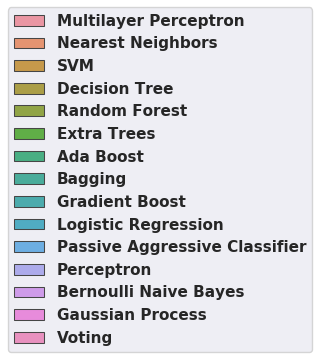 Multilayer Perceptron
Nearest Neighbors
SVM
Decision Tree
Random Forest
Extra Trees
Ada Boost
Bagging
Gradient Boost
Logistic Regression
Passive Aggressive Classifier
Perceptron
Bernoulli Naive Bayes
Gaussian Process
Voting